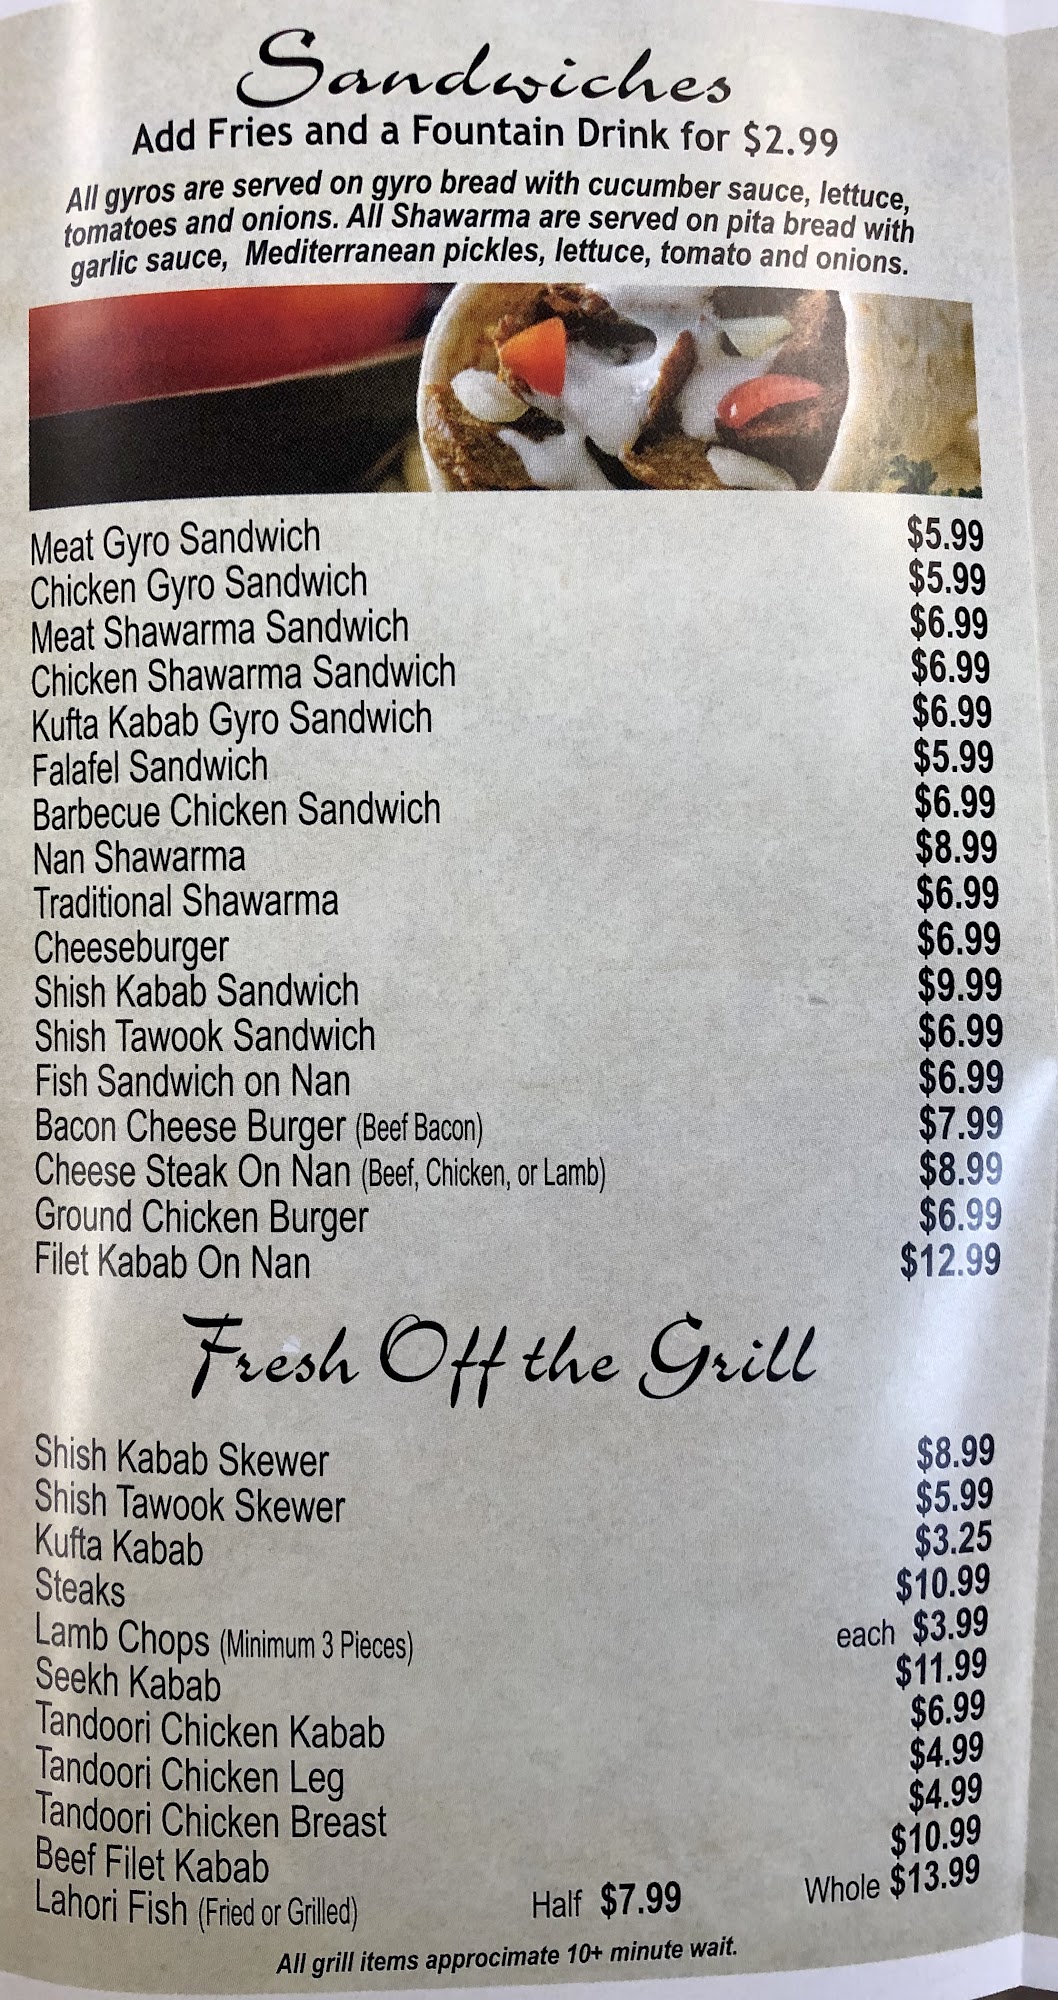 Sandwiches
Add Fries and a Fountain Drink for $2.99
All gyros are served on gyro bread with cucumber sauce, lettuce,
tomatoes and onions. All Shawarma are served on pita bread with
garlic sauce, Mediterranean pickles, lettuce, tomato and onions.
Meat Gyro Sandwich $5.99
Chicken Gyro Sandwich $5.99
Meat Shawarma Sandwich $6.99
Chicken Shawarma Sandwich $6.99
Kufta Kabab Gyro Sandwich $6.99
Falafel Sandwich $5.99
Barbecue Chicken Sandwich $6.99
Nan Shawarma $8.99
Traditional Shawarma $6.99
Cheeseburger $6.99
Shish Kabab Sandwich $9.99
Shish Tawook Sandwich $6.99
Fish Sandwich on Nan $6.99
Bacon Cheese Burger (Beef Bacon) $7.99
Cheese Steak On Nan (Beef, Chicken, or Lamb) $8.99
Ground Chicken Burger $6.99
Filet Kabab On Nan $12.99
Fresh Off the Grill
Shish Kabab Skewer $8.99
Shish Tawook Skewer $5.99
Kufta Kabab $3.25
Steaks $10.99
Lamb Chops (Minimum 3 Pieces) each $3.99
Seekh Kabab $11.99
Tandoori Chicken Kabab $6.99
Tandoori Chicken Leg $4.99
Tandoori Chicken Breast $4.99
Beef Filet Kabab $10.99
Lahori Fish (Fried or Grilled) Half $7.99 Whole $13.99
All grill items approcimate 10+ minute wait.